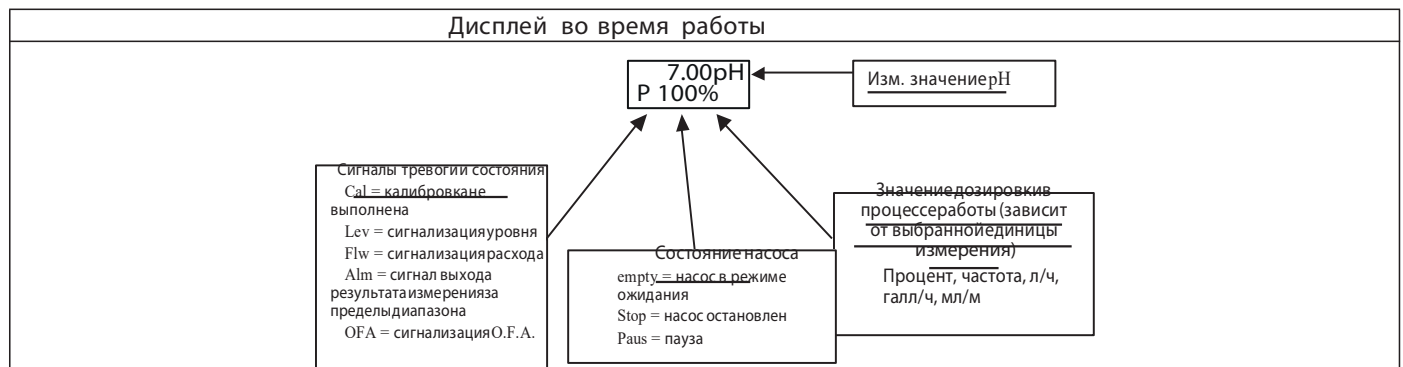 Дисплей во время работы
7.00pH
P 100%
Изм. значение pH
Сигналы тревоги и состояния
Cal = калибровка не
выполнена
Lev = сигнализация уровня
Flw = сигнализация расхода
Alm = сигнал выхода
результата измерения за
пределы диапазона
OFA = сигнализация O.F.A.
Состояние насоса
empty = насос в режиме
ожидания
Stop = насос остановлен
Paus = пауза
Значение дозировки в
процессе работы (зависит
от выбранной единицы
измерения)
Процент, частота, л/ч,
галл/ч, мл/м